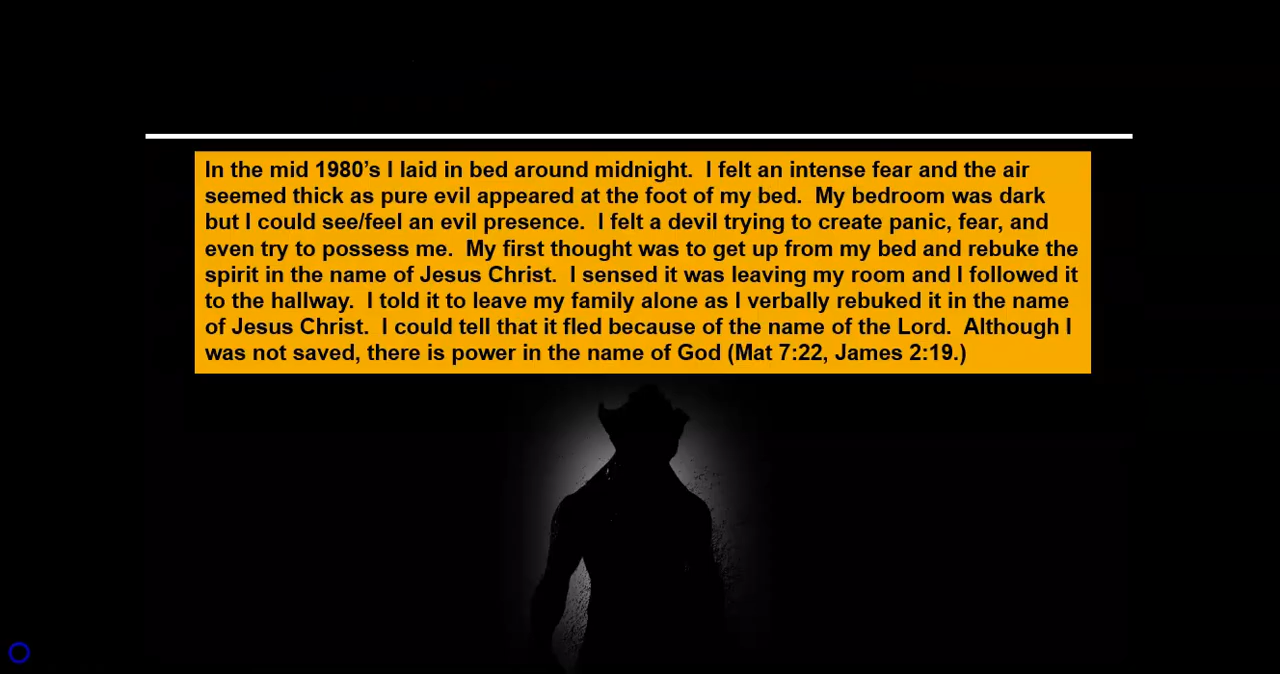 In the mid 1980’s I laid in bed around midnight.  I felt an intense fear and the air
seemed thick as pure evil appeared at the foot of my bed.  My bedroom was dark
but I could see/feel an evil presence.  I felt a devil trying to create panic, fear, and
even try to possess me.  My first thought was to get up from my bed and rebuke the
spirit in the name of Jesus Christ.  I sensed it was leaving my room and I followed it
to the hallway.  I told it to leave my family alone as I verbally rebuked it in the name
of Jesus Christ.  I could tell that it fled because of the name of the Lord.  Although I
was not saved, there is power in the name of God (Mat 7:22, James 2:19.)